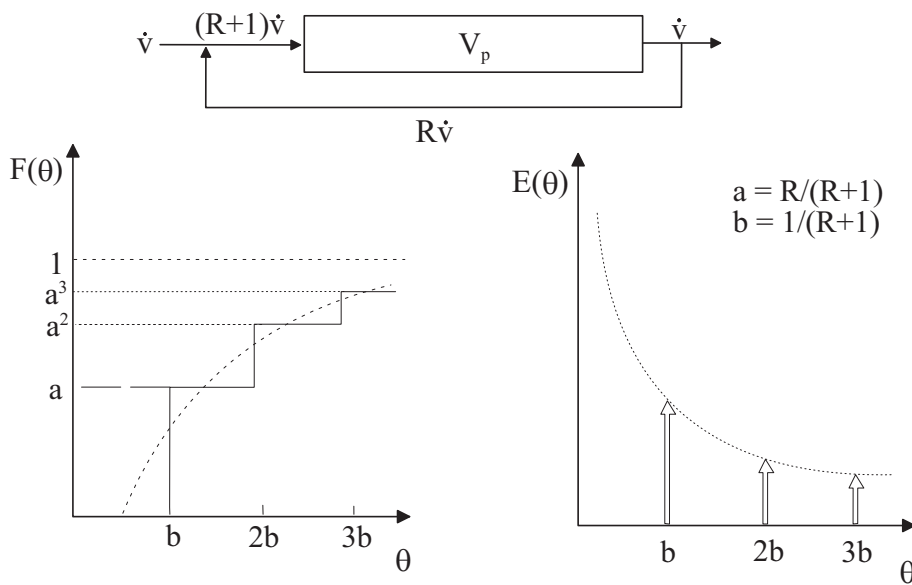 (R+1)v̇
v̇
V_p
v̇
Rv̇
F(θ)
1
a³
a²
a
b 2b 3b
θ
E(θ)
a = R/(R+1)
b = 1/(R+1)
b 2b 3b
θ